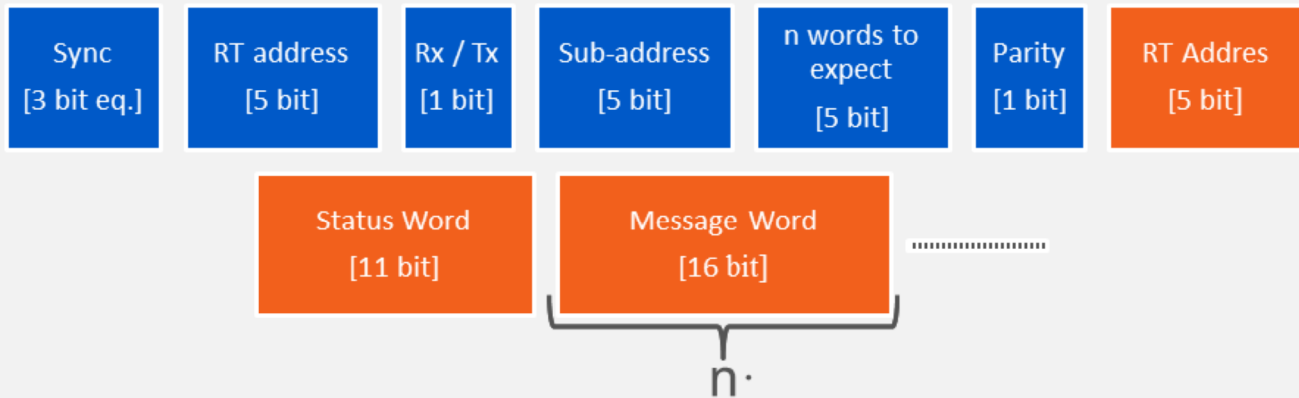 Sync
[3 bit eq.]
RT address
[5 bit]
Rx / Tx
[1 bit]
Sub-address
[5 bit]
n words to
expect
[5 bit]
Parity
[1 bit]
RT Addres
[5 bit]
Status Word
[11 bit]
Message Word
[16 bit]
n·